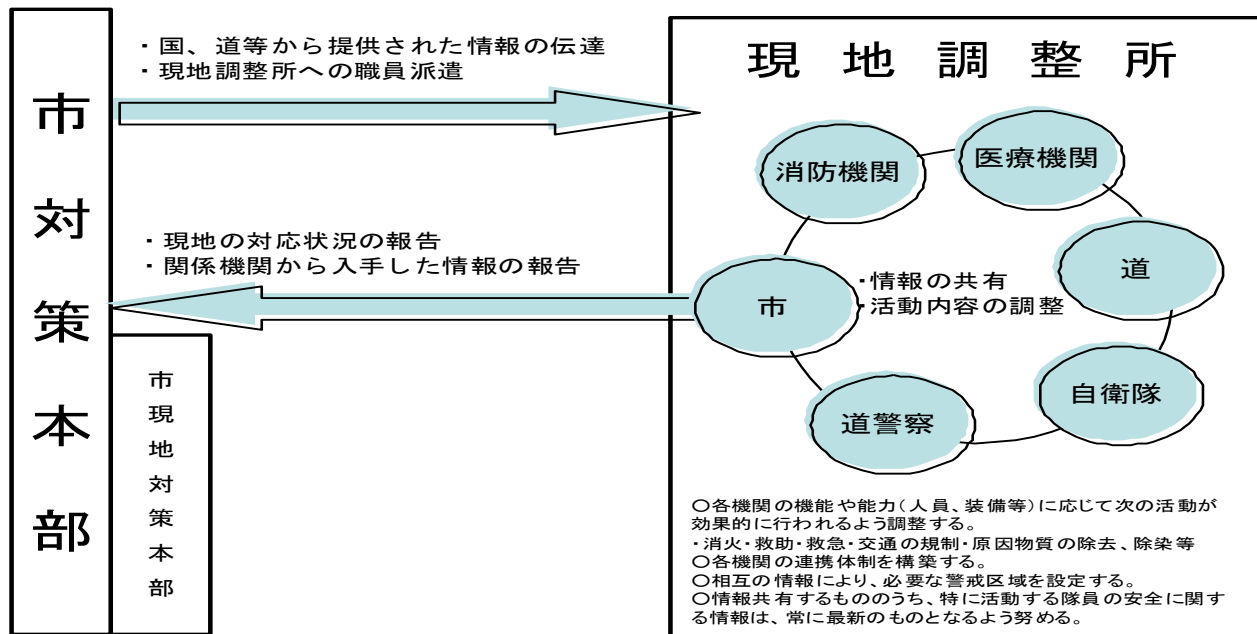 市対策本部
・国、道等から提供された情報の伝達
・現地調整所への職員派遣
・現地の対応状況の報告
・関係機関から入手した情報の報告
市現地対策本部
現地調整所
消防機関
医療機関
道
市
・情報の共有
・活動内容の調整
自衛隊
道警察
○各機関の機能や能力(人員、装備等)に応じて次の活動が
効果的に行われるよう調整する。
・消火・救助・救急・交通の規制・原因物質の除去、除染等
○各機関の連携体制を構築する。
○相互の情報により、必要な警戒区域を設定する。
○情報共有するもののうち、特に活動する隊員の安全に関す
る情報は、常に最新のものとなるよう努める。